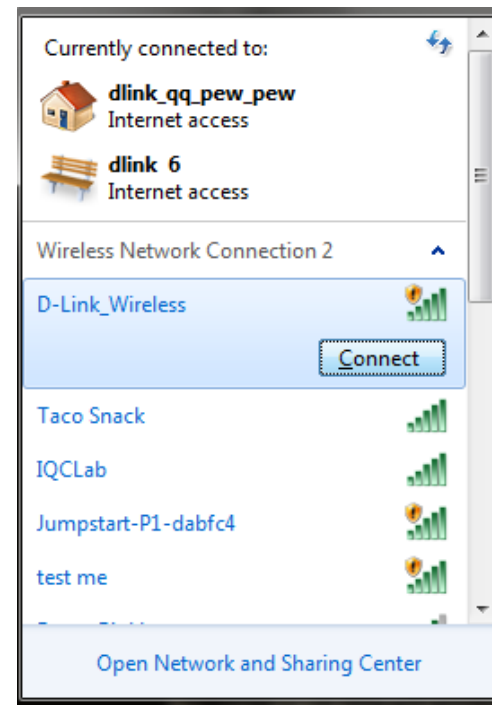 Currently connected to:
dlink_qq_pew_pew
Internet access
dlink 6
Internet access
Wireless Network Connection 2
D-Link_Wireless
Connect
Taco Snack
IQCLab
Jumpstart-P1-dabfc4
test me
Open Network and Sharing Center